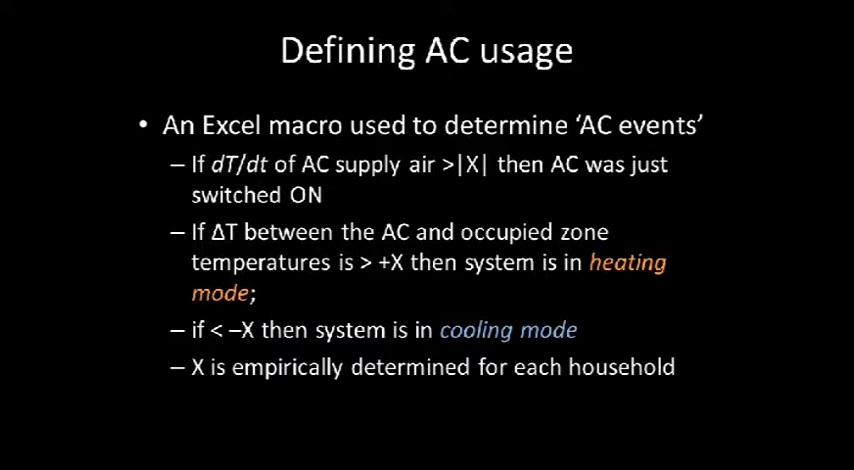 Defining AC usage
• An Excel macro used to determine ‘AC events’
– If dT/dt of AC supply air >|X| then AC was just
switched ON
– If ΔT between the AC and occupied zone
temperatures is > +X then system is in heating
mode;
– if < –X then system is in cooling mode
– X is empirically determined for each household